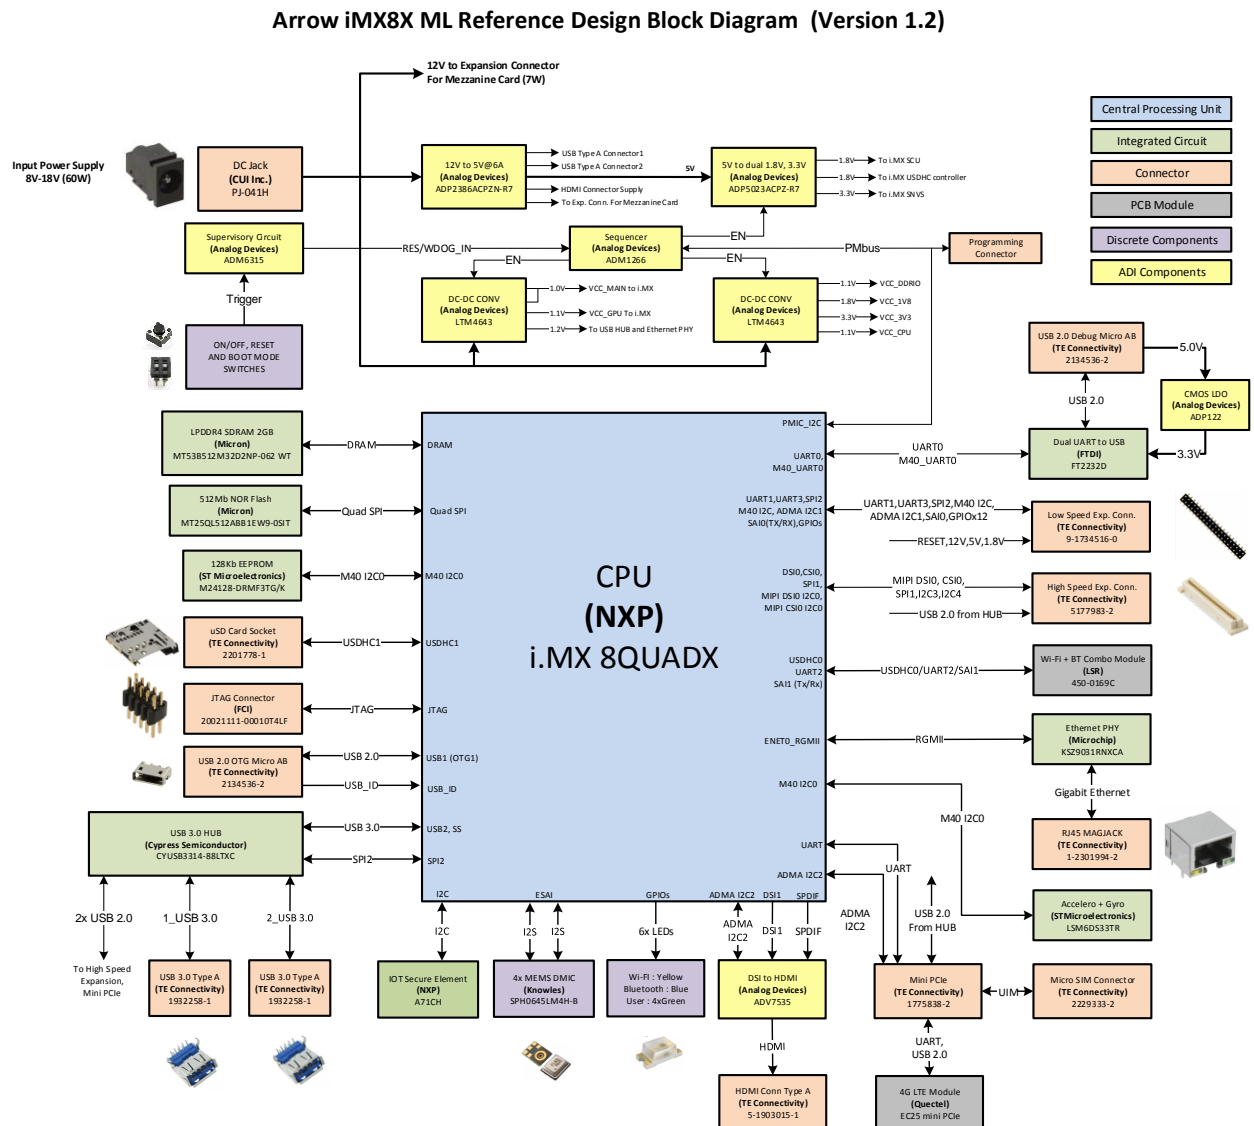 Arrow iMX8X ML Reference Design Block Diagram  (Version 1.2)
12V to Expansion Connector
For Mezzanine Card (7W)
Central Processing Unit
Integrated Circuit
Connector
PCB Module
Discrete Components
ADI Components
Input Power Supply
8V-18V (60W)
DC Jack
(CUI Inc.)
PJ-041H
12V to 5V@6A
(Analog Devices)
ADP2386ACPZN-R7
USB Type A Connector1
USB Type A Connector2
HDMI Connector Supply
To Exp. Conn. For Mezzanine Card
5V
5V to dual 1.8V, 3.3V
(Analog Devices)
ADP5023ACPZ-R7
1.8V
To i.MX SCU
1.8V
To i.MX USDHC controller
3.3V
To i.MX SNVS
Supervisory Circuit
(Analog Devices)
ADM6315
RES/WDOG_IN
Sequencer
(Analog Devices)
ADM1266
EN
EN
EN
PMbus
Programming
Connector
Trigger
ON/OFF, RESET
AND BOOT MODE
SWITCHES
DC-DC CONV
(Analog Devices)
LTM4643
1.0V
VCC_MAIN to i.MX
1.1V
VCC_GPU To i.MX
1.2V
To USB HUB and Ethernet PHY
DC-DC CONV
(Analog Devices)
LTM4643
1.1V
VCC_DDRIO
1.8V
VCC_1V8
3.3V
VCC_3V3
1.1V
VCC_CPU
USB 2.0 Debug Micro AB
(TE Connectivity)
2134536-2
5.0V
USB 2.0
CMOS LDO
(Analog Devices)
ADP122
3.3V
Dual UART to USB
(FTDI)
FT2232D
UART0
M40_UART0
LPDDR4 SDRAM 2GB
(Micron)
MT53B512M32D2NP-062 WT
DRAM
DRAM
512Mb NOR Flash
(Micron)
MT25QL512ABB1EW9-0SIT
Quad SPI
Quad SPI
128Kb EEPROM
(ST Microelectronics)
M24128-DRMF3TG/K
M40 I2C0
M40 I2C0
uSD Card Socket
(TE Connectivity)
2201778-1
USDHC1
USDHC1
JTAG Connector
(FCI)
20021111-00010T4LF
JTAG
JTAG
USB 2.0 OTG Micro AB
(TE Connectivity)
2134536-2
USB 2.0
USB1 (OTG1)
USB_ID
USB_ID
USB 3.0 HUB
(Cypress Semiconductor)
CYUSB3314-88LTXC
USB 3.0
USB2, SS
SPI2
SPI2
CPU
(NXP)
i.MX 8QUADX
PMIC_I2C
UART0,
M40_UART0
UART1,UART3,SPI2
M40 I2C, ADMA I2C1
SAI0(TX/RX),GPIOs
DSI0,CSI0,
SPI1,
MIPI DSI0 I2C0,
MIPI CSI0 I2C0
USDHC0
UART2
SAI1 (Tx/Rx)
ENET0_RGMII
M40 I2C0
UART
ADMA I2C2
UART1,UART3,SPI2,M40 I2C,
ADMA I2C1,SAI0,GPIOx12
RESET,12V,5V,1.8V
Low Speed Exp. Conn.
(TE Connectivity)
9-1734516-0
MIPI DSI0, CSI0,
SPI1,I2C3,I2C4
USB 2.0 from HUB
High Speed Exp. Conn.
(TE Connectivity)
5177983-2
USDHC0/UART2/SAI1
Wi-Fi + BT Combo Module
(LSR)
450-0169C
RGMII
Ethernet PHY
(Microchip)
KSZ9031RNXCA
Gigabit Ethernet
RJ45 MAGJACK
(TE Connectivity)
1-2301994-2
M40 I2C0
Accelero + Gyro
(STMicroelectronics)
LSM6DS33TR
UART
ADMA
I2C2
USB 2.0
From HUB
I2C
ESAI
GPIOs
ADMA I2C2
DSI1
SPDIF
I2C
I2S
I2S
6x LEDs
ADMA
I2C2
DSI1
SPDIF
2x USB 2.0
1_USB 3.0
2_USB 3.0
To High Speed
Expansion,
Mini PCIe
USB 3.0 Type A
(TE Connectivity)
1932258-1
USB 3.0 Type A
(TE Connectivity)
1932258-1
IOT Secure Element
(NXP)
A71CH
4x MEMS DMIC
(Knowles)
SPH0645LM4H-B
Wi-FI : Yellow
Bluetooth : Blue
User : 4xGreen
DSI to HDMI
(Analog Devices)
ADV7535
Mini PCIe
(TE Connectivity)
1775838-2
UIM
Micro SIM Connector
(TE Connectivity)
2229333-2
HDMI
UART,
USB 2.0
HDMI Conn Type A
(TE Connectivity)
5-1903015-1
4G LTE Module
(Quectel)
EC25 mini PCIe